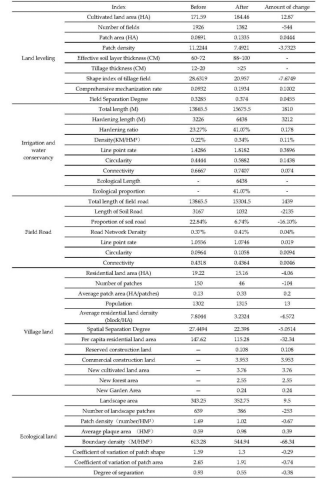 Index Before After Amount of change
Land leveling
Cultivated land area (HA) 171.59 184.46 12.87
Number of fields 1926 1382 -544
Patch area (HA) 0.0891 0.1335 0.0444
Patch density 11.2244 7.4921 -3.7323
Effective soil layer thickness (CM) 60-72 88-100 -
Tillage thickness (CM) 12-20 >25 -
Shape index of tillage field 28.6319 20.957 -7.6749
Comprehensive mechanization rate 0.0932 0.1934 0.1002
Field Separation Degree 0.3285 0.374 0.0455
Irrigation and water conservancy
Total length (M) 13865.5 15675.5 1810
Hardening length (M) 3226 6438 3212
Hardening ratio 23.27% 41.07% 0.178
Density(KM/HM²) 0.22% 0.34% 0.11%
Line point rate 1.4286 1.8182 0.3896
Circularity 0.4444 0.5882 0.1438
Connectivity 0.6667 0.7407 0.074
Ecological Length - 6438 -
Ecological proportion - 41.07% -
Field Road
Total length of field road 13865.5 15304.5 1439
Length of Soil Road 3167 1032 -2135
Proportion of soil road 22.84% 6.74% -16.10%
Road Network Density 0.37% 0.41% 0.04%
Line point rate 1.0556 1.0746 0.019
Circularity 0.0964 0.1058 0.0094
Connectivity 0.4318 0.4364 0.0046
Village land
Residential land area (HA) 19.22 15.16 -4.06
Number of patches 150 46 -104
Average patch area (HA/patches) 0.13 0.33 0.2
Population 1302 1315 13
Average residential land density (block/HA) 7.8044 3.2324 -4.572
Spatial Separation Degree 27.4494 22.398 -5.0514
Per capita residential land area 147.62 115.28 -32.34
Reserved construction land — 0.108 0.108
Commercial construction land — 3.953 3.953
New cultivated land area — 3.76 3.76
New forest area — 2.55 2.55
New Garden Area — 0.24 0.24
Ecological land
Landscape area 343.25 352.75 9.5
Number of landscape patches 639 386 -253
Patch density (number/HM²) 1.69 1.02 -0.67
Average plaque area (HM²) 0.59 0.98 0.39
Boundary density (M/HM²) 613.28 544.94 -68.34
Coefficient of variation of patch shape 1.59 1.3 -0.29
Coefficient of variation of patch area 2.65 1.91 -0.74
Degree of separation 0.93 0.55 -0.38